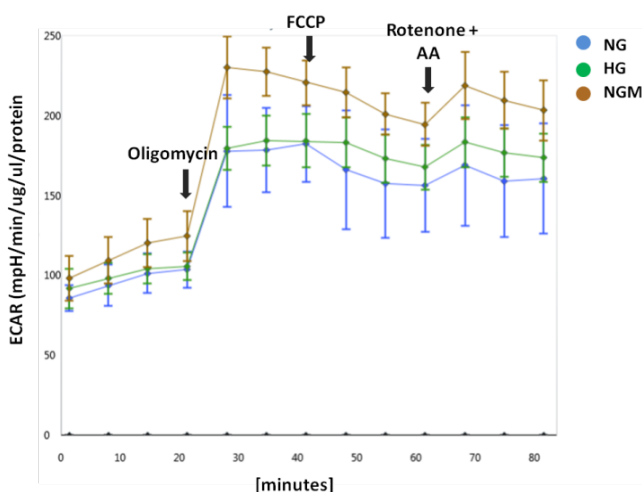 FCCP
Rotenone +
AA
Oligomycin
NG
HG
NGM
ECAR (mpH/min/ug/ul/protein
250
200
150
100
50
0
0 10 20 30 40 50 60 70 80
[minutes]